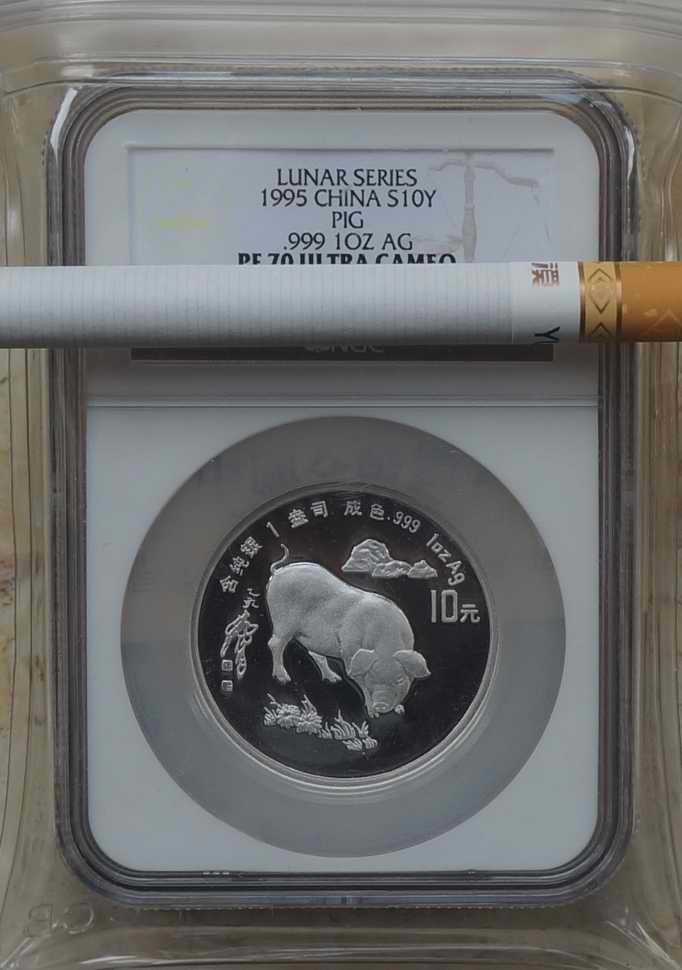 LUNAR SERIES
1995 CHINA S10Y
PIG
.999 1OZ AG
PF 70 ULTRA CAMEO
NGC
含纯银 1 盎司 成色.999 1ozAg
10元